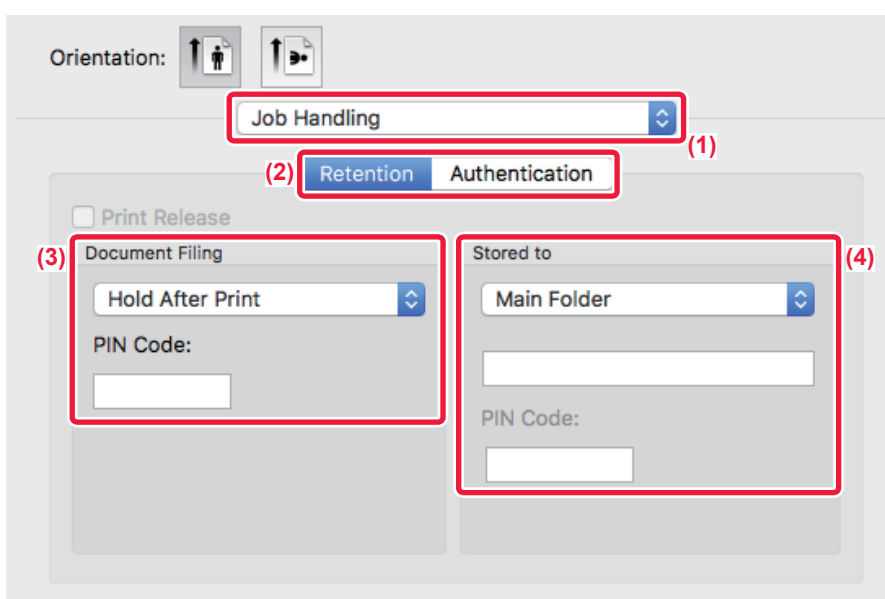 Orientation:
Job Handling
(1)
(2)
Retention
Authentication
Print Release
(3)
Document Filing
Hold After Print
PIN Code:
Stored to
(4)
Main Folder
PIN Code: